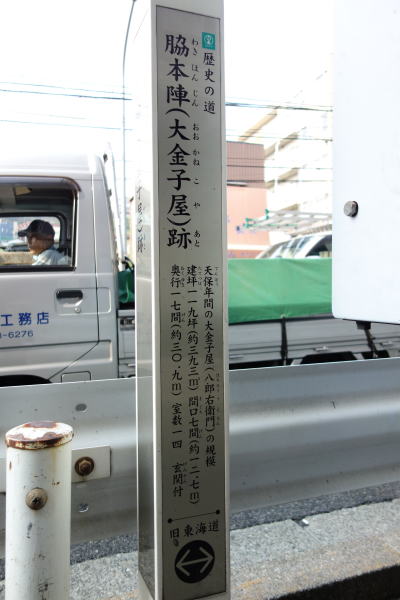 歴史の道
脇本陣(大金子屋)跡
わき ほん じん おお かね こ や あと
天保年間の大金子屋(八郎右衛門)の規模
建坪一一九坪(約三九三㎡) 間口七間(約一二・七m)
奥行一七間(約三〇・九m) 室数一四 玄関付
旧東海道
工務店
-6276